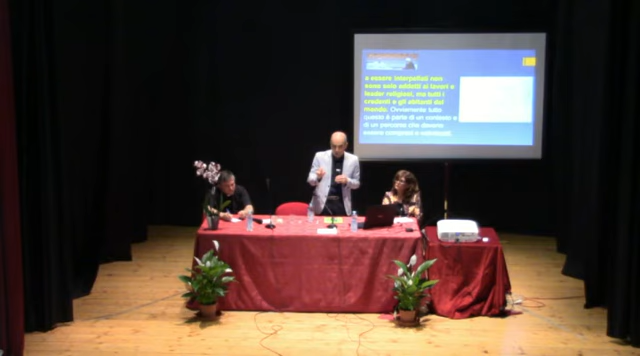 a essere interpellati non
sono solo addetti ai lavori e
leader religiosi, ma tutti i
credenti e gli abitanti del
mondo. Ovviamente tutto
questo è parte di un contesto e
di un percorso che devono
essere compresi e